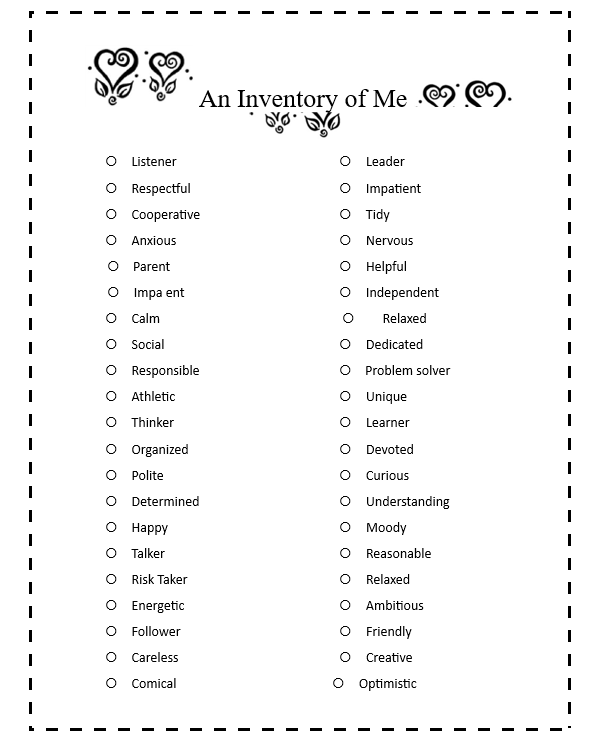 An Inventory of Me
Listener
Respectful
Cooperative
Anxious
Parent
Impa ent
Calm
Social
Responsible
Athletic
Thinker
Organized
Polite
Determined
Happy
Talker
Risk Taker
Energetic
Follower
Careless
Comical
Leader
Impatient
Tidy
Nervous
Helpful
Independent
Relaxed
Dedicated
Problem solver
Unique
Learner
Devoted
Curious
Understanding
Moody
Reasonable
Relaxed
Ambitious
Friendly
Creative
Optimistic